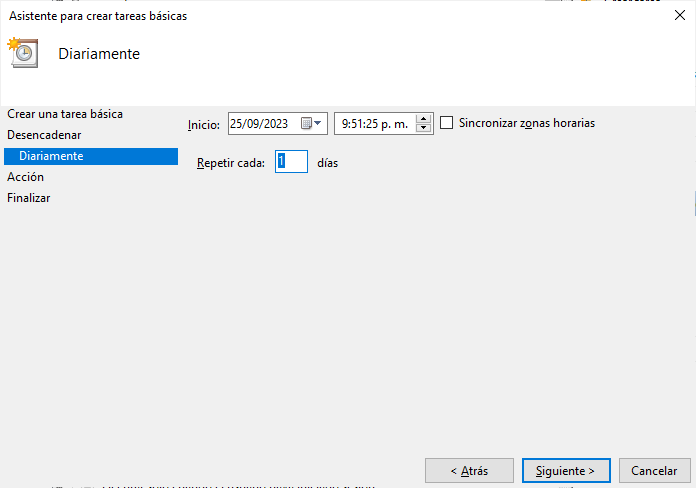 Asistente para crear tareas básicas
Diariamente
Crear una tarea básica
Desencadenar
Diariamente
Acción
Finalizar
Inicio: 25/09/2023 9:51:25 p. m. Sincronizar zonas horarias
Repetir cada: 1 días
< Atrás Siguiente > Cancelar